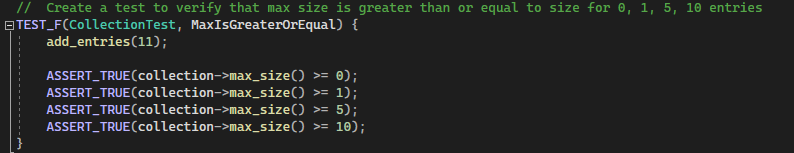 //  Create a test to verify that max size is greater than or equal to size for 0, 1, 5, 10 entries
TEST_F(CollectionTest, MaxIsGreaterOrEqual) {
    add_entries(11);

    ASSERT_TRUE(collection->max_size() >= 0);
    ASSERT_TRUE(collection->max_size() >= 1);
    ASSERT_TRUE(collection->max_size() >= 5);
    ASSERT_TRUE(collection->max_size() >= 10);
}